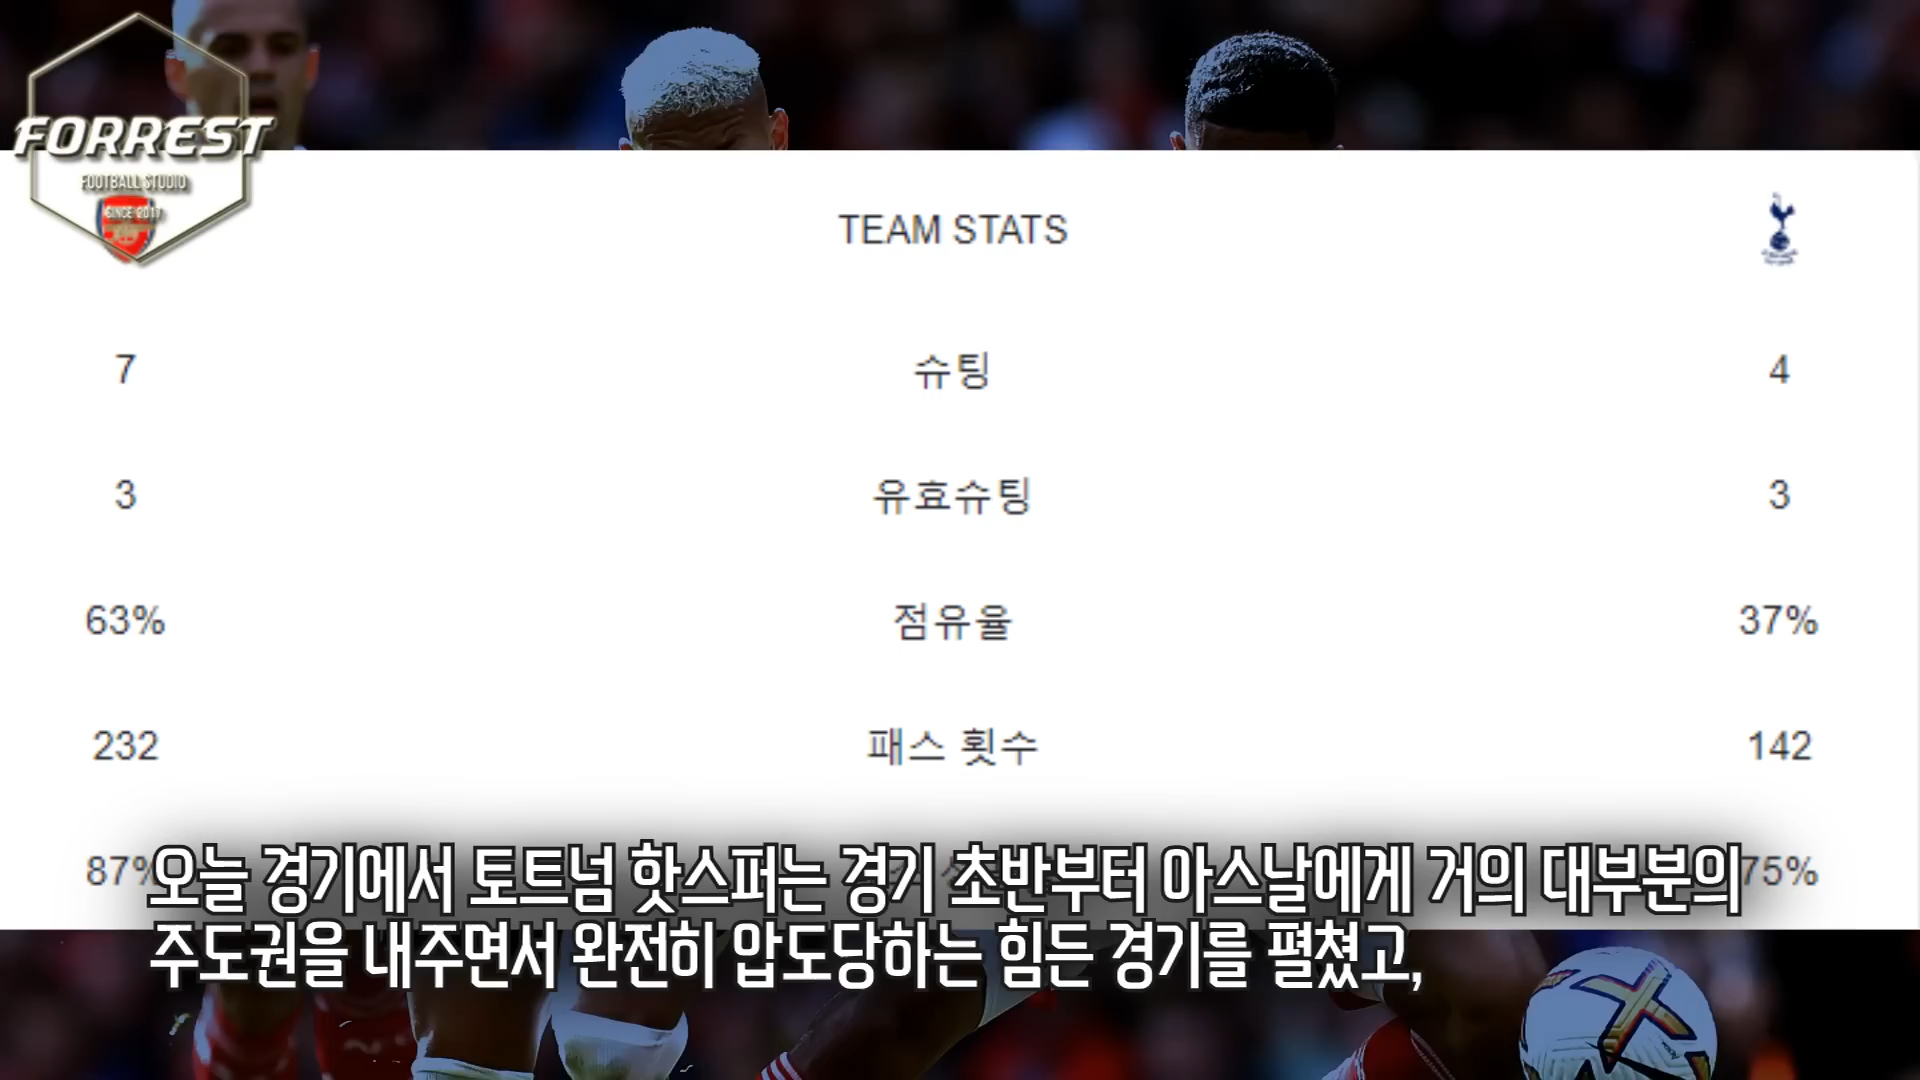 FORREST
FOOTBALL STUDIO
SINCE 2017
TEAM STATS
7 슈팅 4
3 유효슈팅 3
63% 점유율 37%
232 패스 횟수 142
87% 75%
오늘 경기에서 토트넘 핫스퍼는 경기 초반부터 아스날에게 거의 대부분의
주도권을 내주면서 완전히 압도당하는 힘든 경기를 펼쳤고,